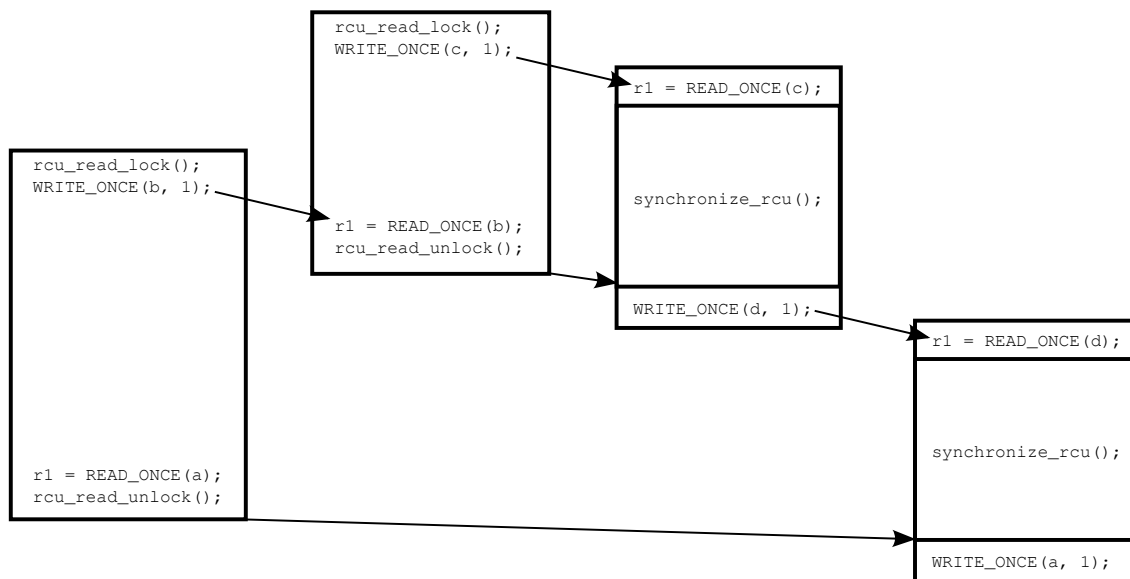 rcu_read_lock();
WRITE_ONCE(b, 1);
r1 = READ_ONCE(a);
rcu_read_unlock();
rcu_read_lock();
WRITE_ONCE(c, 1);
r1 = READ_ONCE(b);
rcu_read_unlock();
r1 = READ_ONCE(c);
synchronize_rcu();
WRITE_ONCE(d, 1);
r1 = READ_ONCE(d);
synchronize_rcu();
WRITE_ONCE(a, 1);